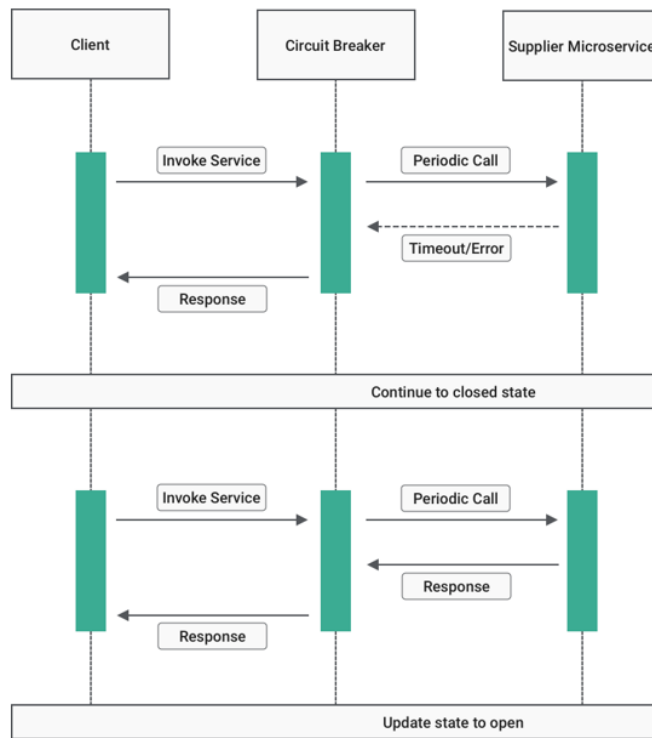 Client
Circuit Breaker
Supplier Microservice
Invoke Service
Periodic Call
Timeout/Error
Response
Continue to closed state
Invoke Service
Periodic Call
Response
Response
Update state to open